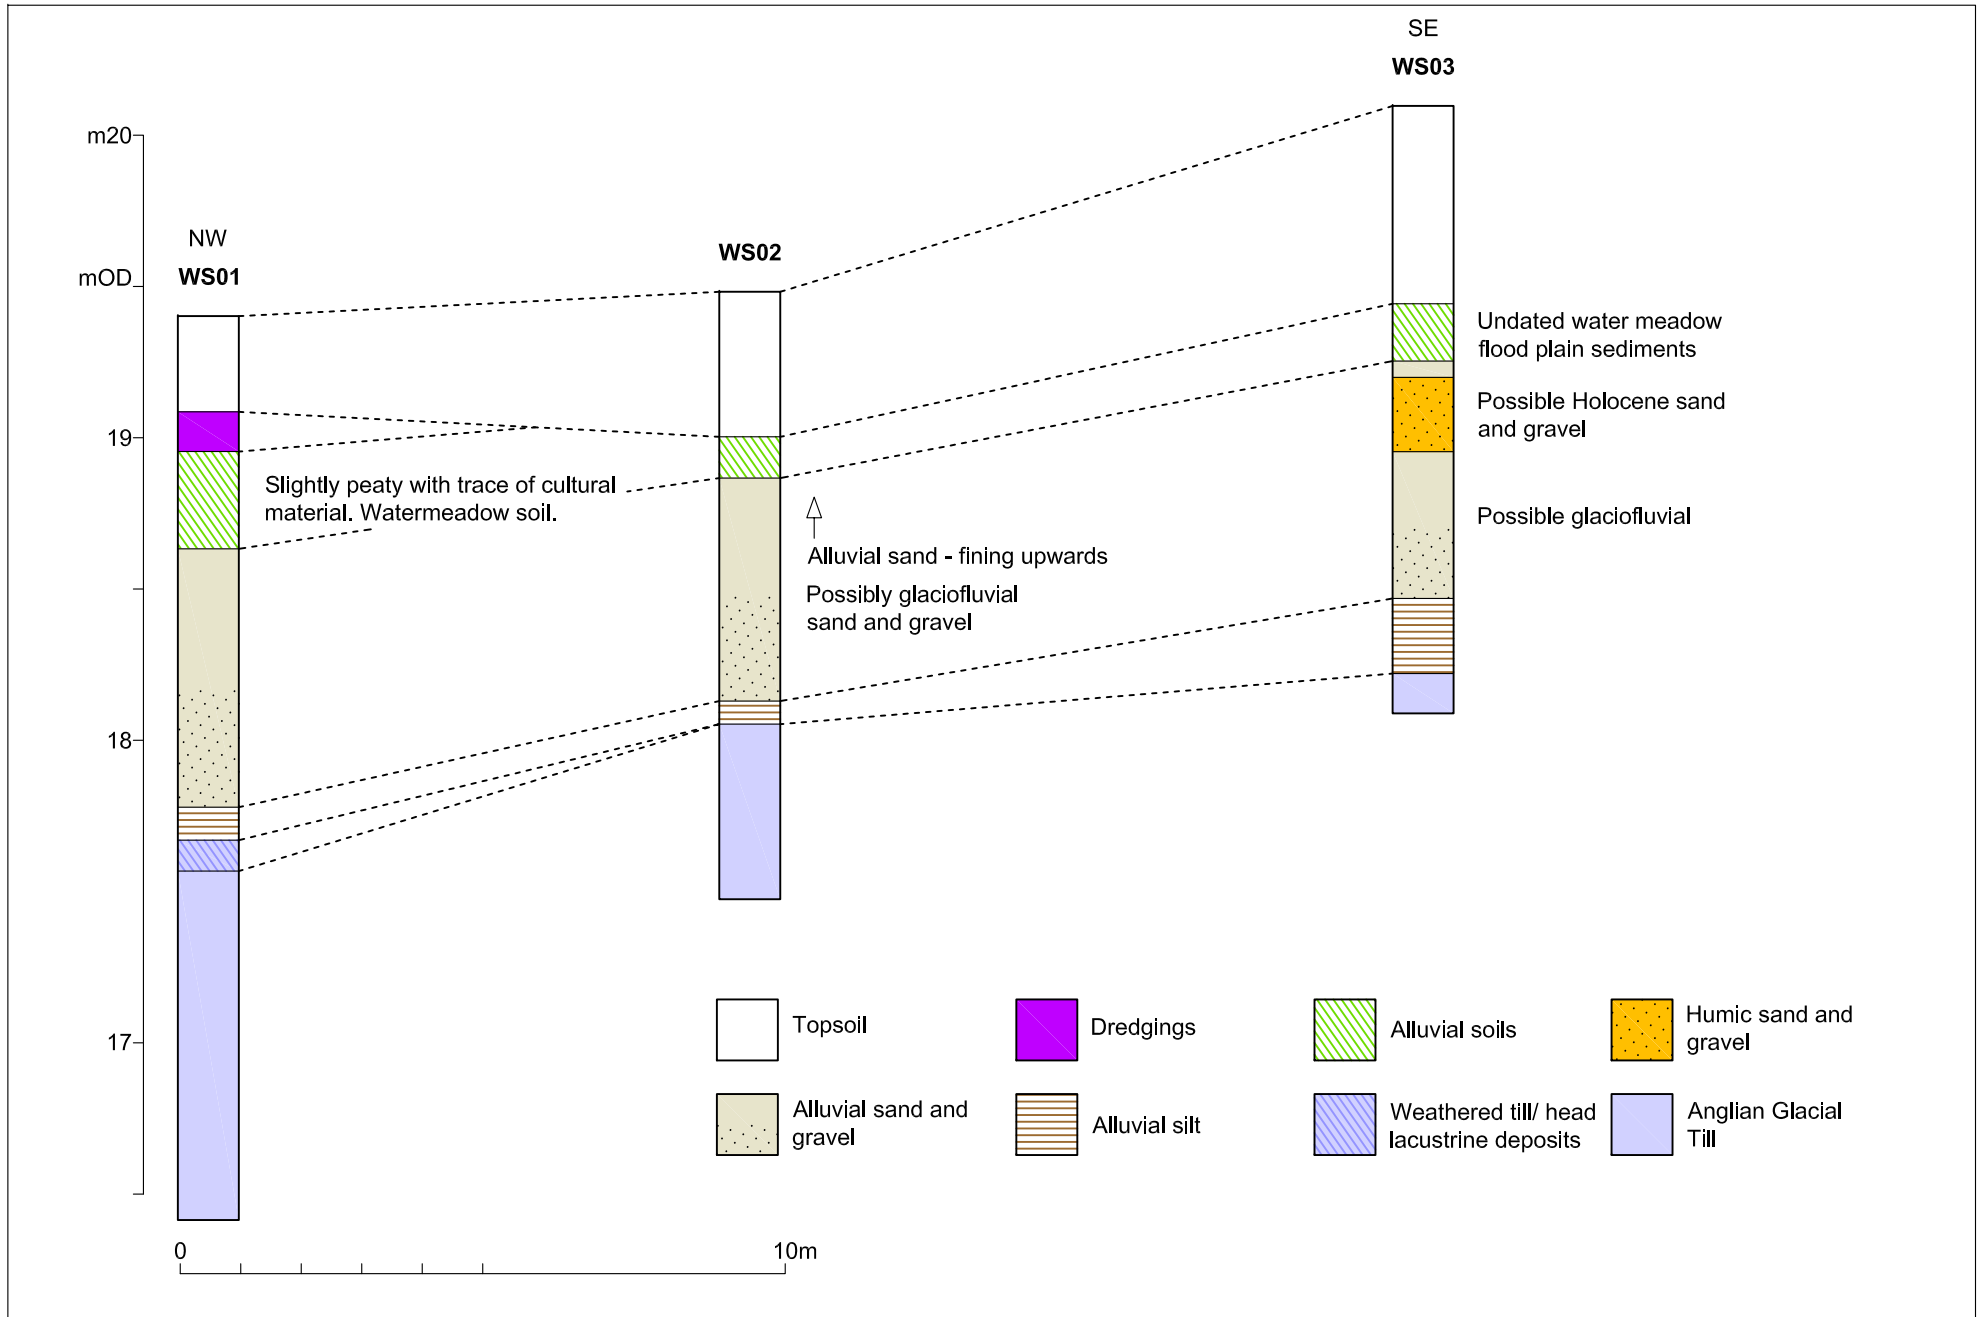 SE
WS03
m20
NW
WS02
mOD
WS01
Undated water meadow
flood plain sediments
Possible Holocene sand
and gravel
19
Slightly peaty with trace of cultural
material. Watermeadow soil.
Possible glaciofluvial
Alluvial sand - fining upwards
Possibly glaciofluvial
sand and gravel
18
17
Topsoil
Dredgings
Alluvial soils
Humic sand and
gravel
Alluvial sand and
gravel
Alluvial silt
Weathered till/ head
lacustrine deposits
Anglian Glacial
Till
0
10m